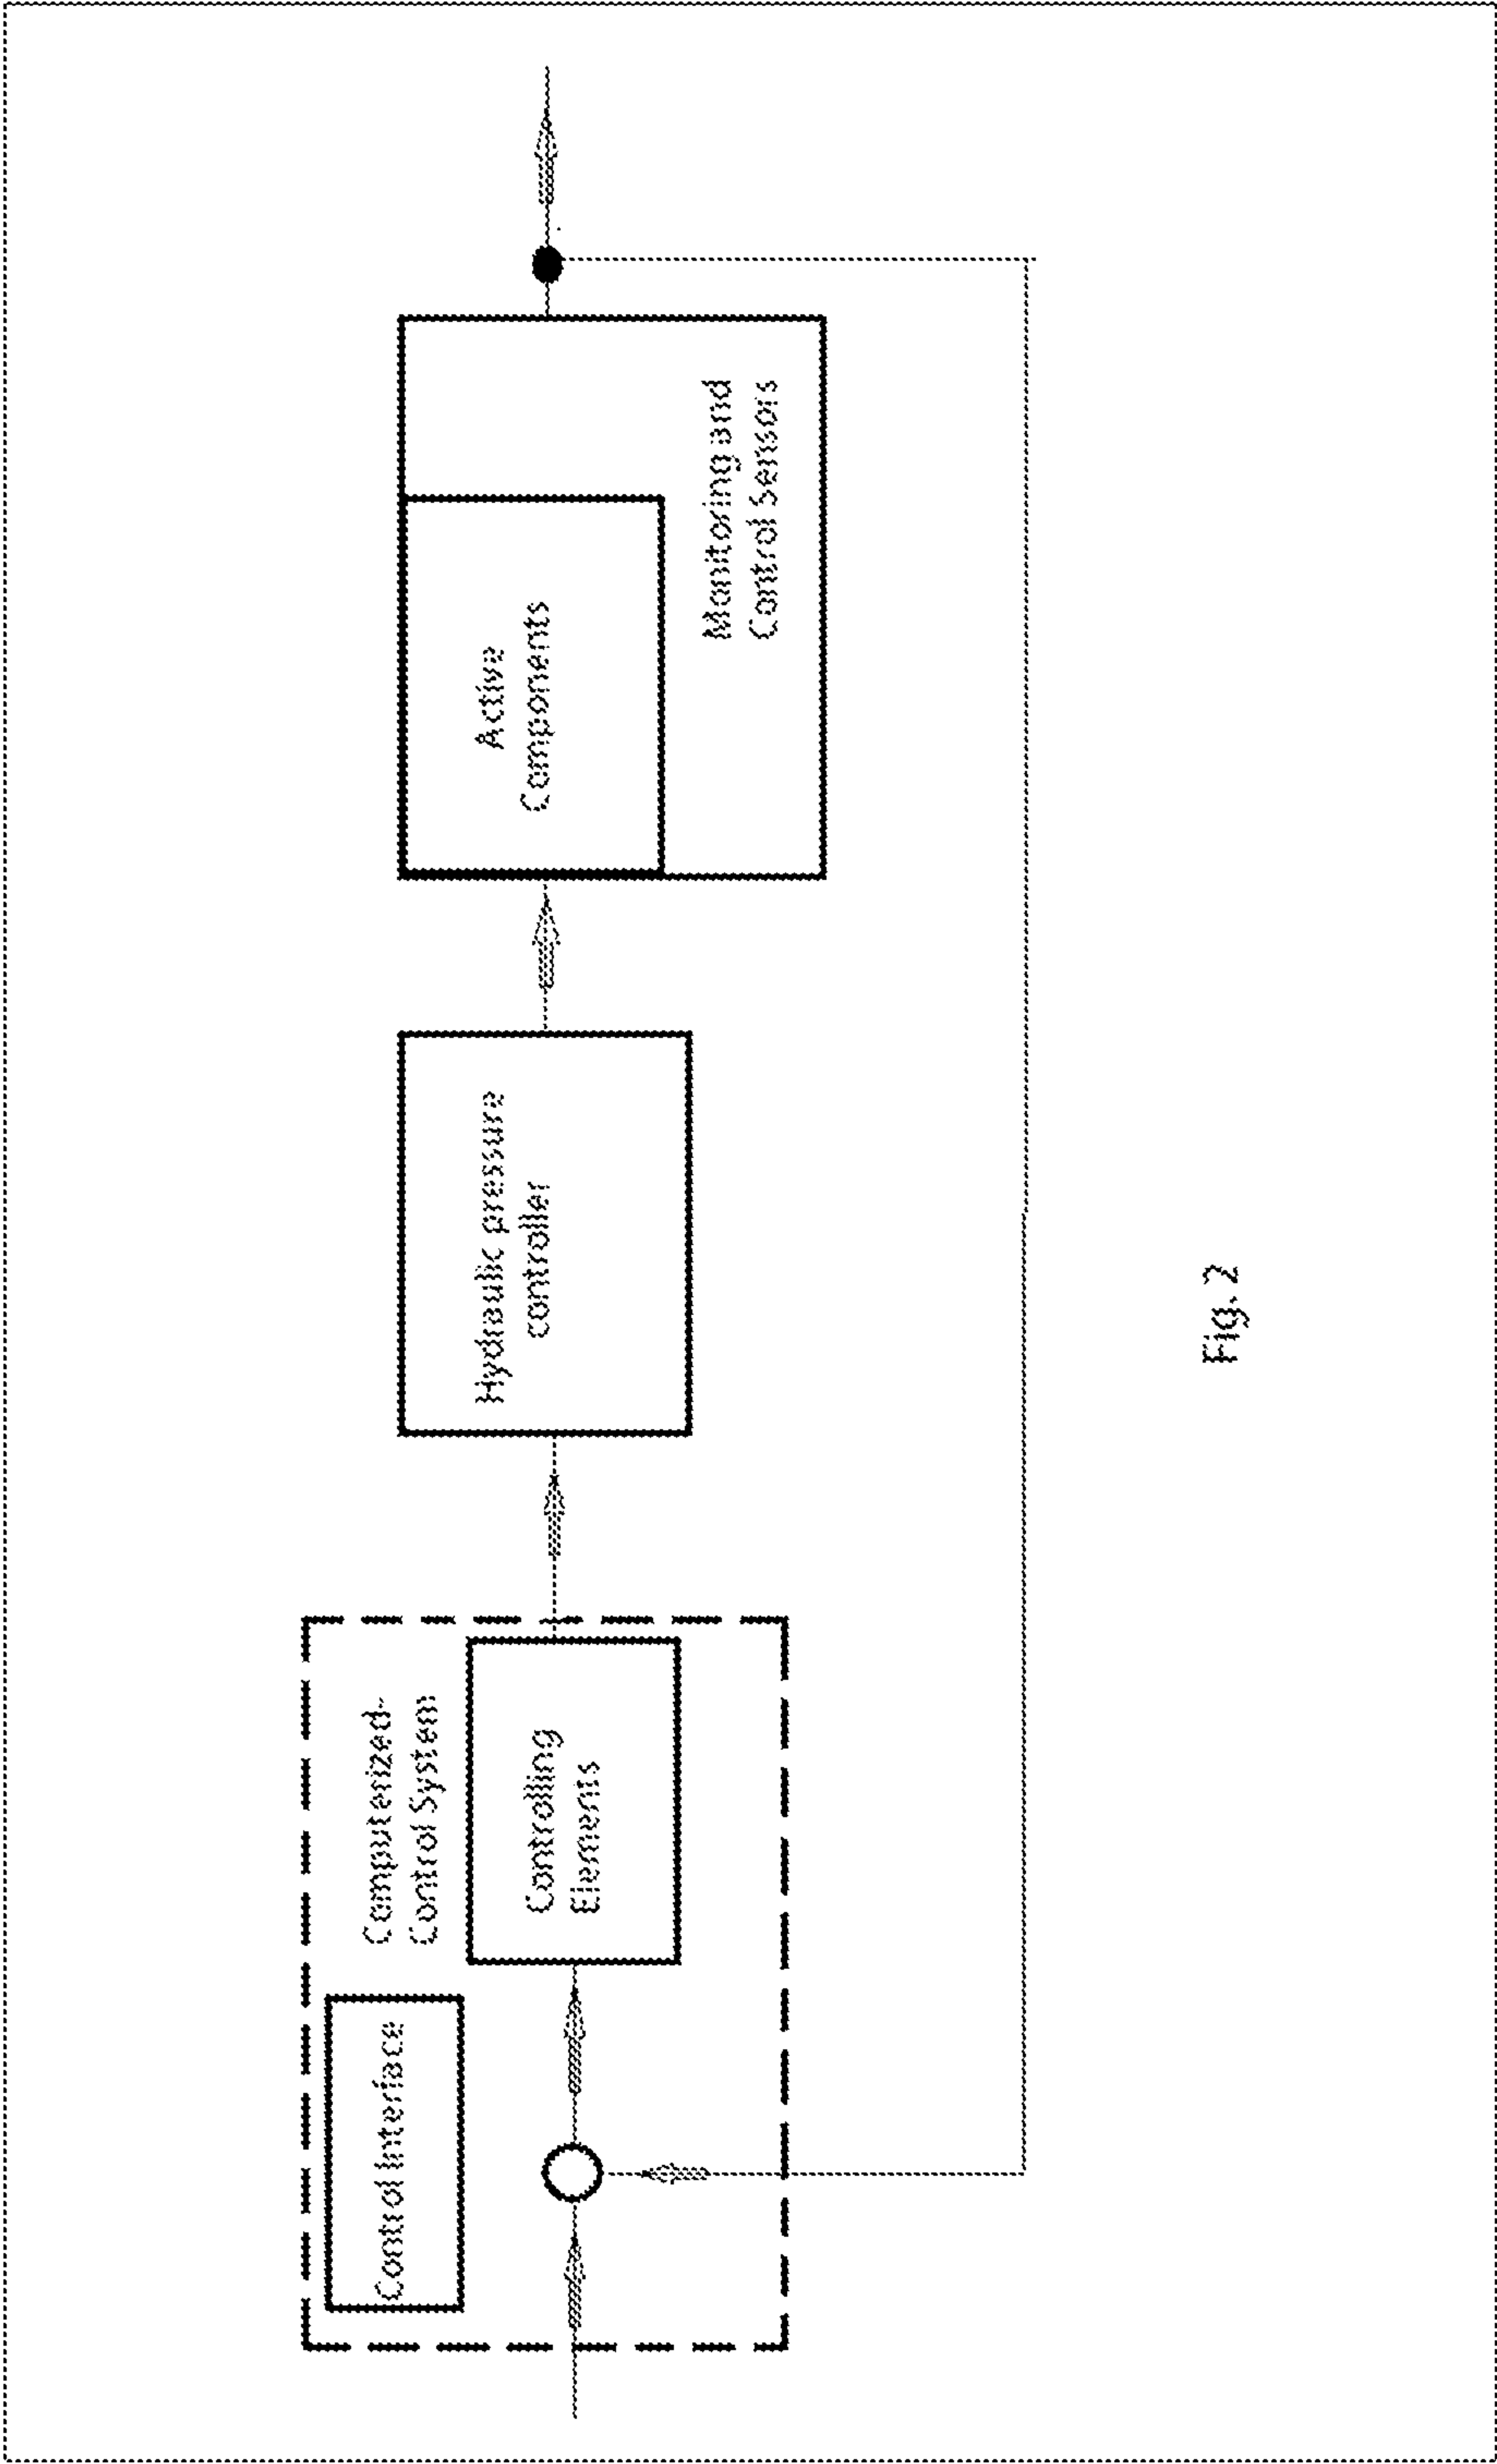 Control Interface
Computerized-
Control System
Controlling
Elements
Hydraulic pressure
controller
Active
Components
Monitoring and
Control Sensors
Fig. 2